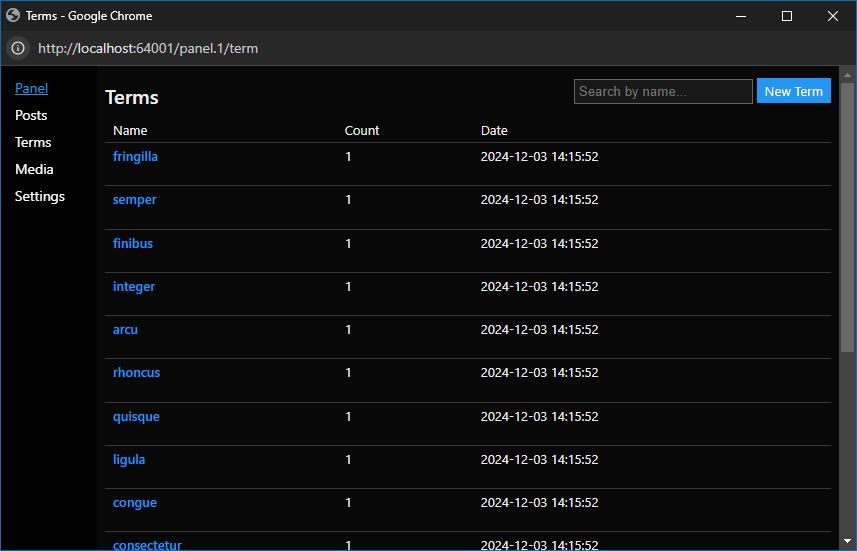 Terms - Google Chrome
http://localhost:64001/panel.1/term
Panel
Posts
Terms
Media
Settings
Terms
Search by name...
New Term
Name Count Date
fringilla 1 2024-12-03 14:15:52
semper 1 2024-12-03 14:15:52
finibus 1 2024-12-03 14:15:52
integer 1 2024-12-03 14:15:52
arcu 1 2024-12-03 14:15:52
rhoncus 1 2024-12-03 14:15:52
quisque 1 2024-12-03 14:15:52
ligula 1 2024-12-03 14:15:52
congue 1 2024-12-03 14:15:52
consectetur 1 2024-12-03 14:15:52